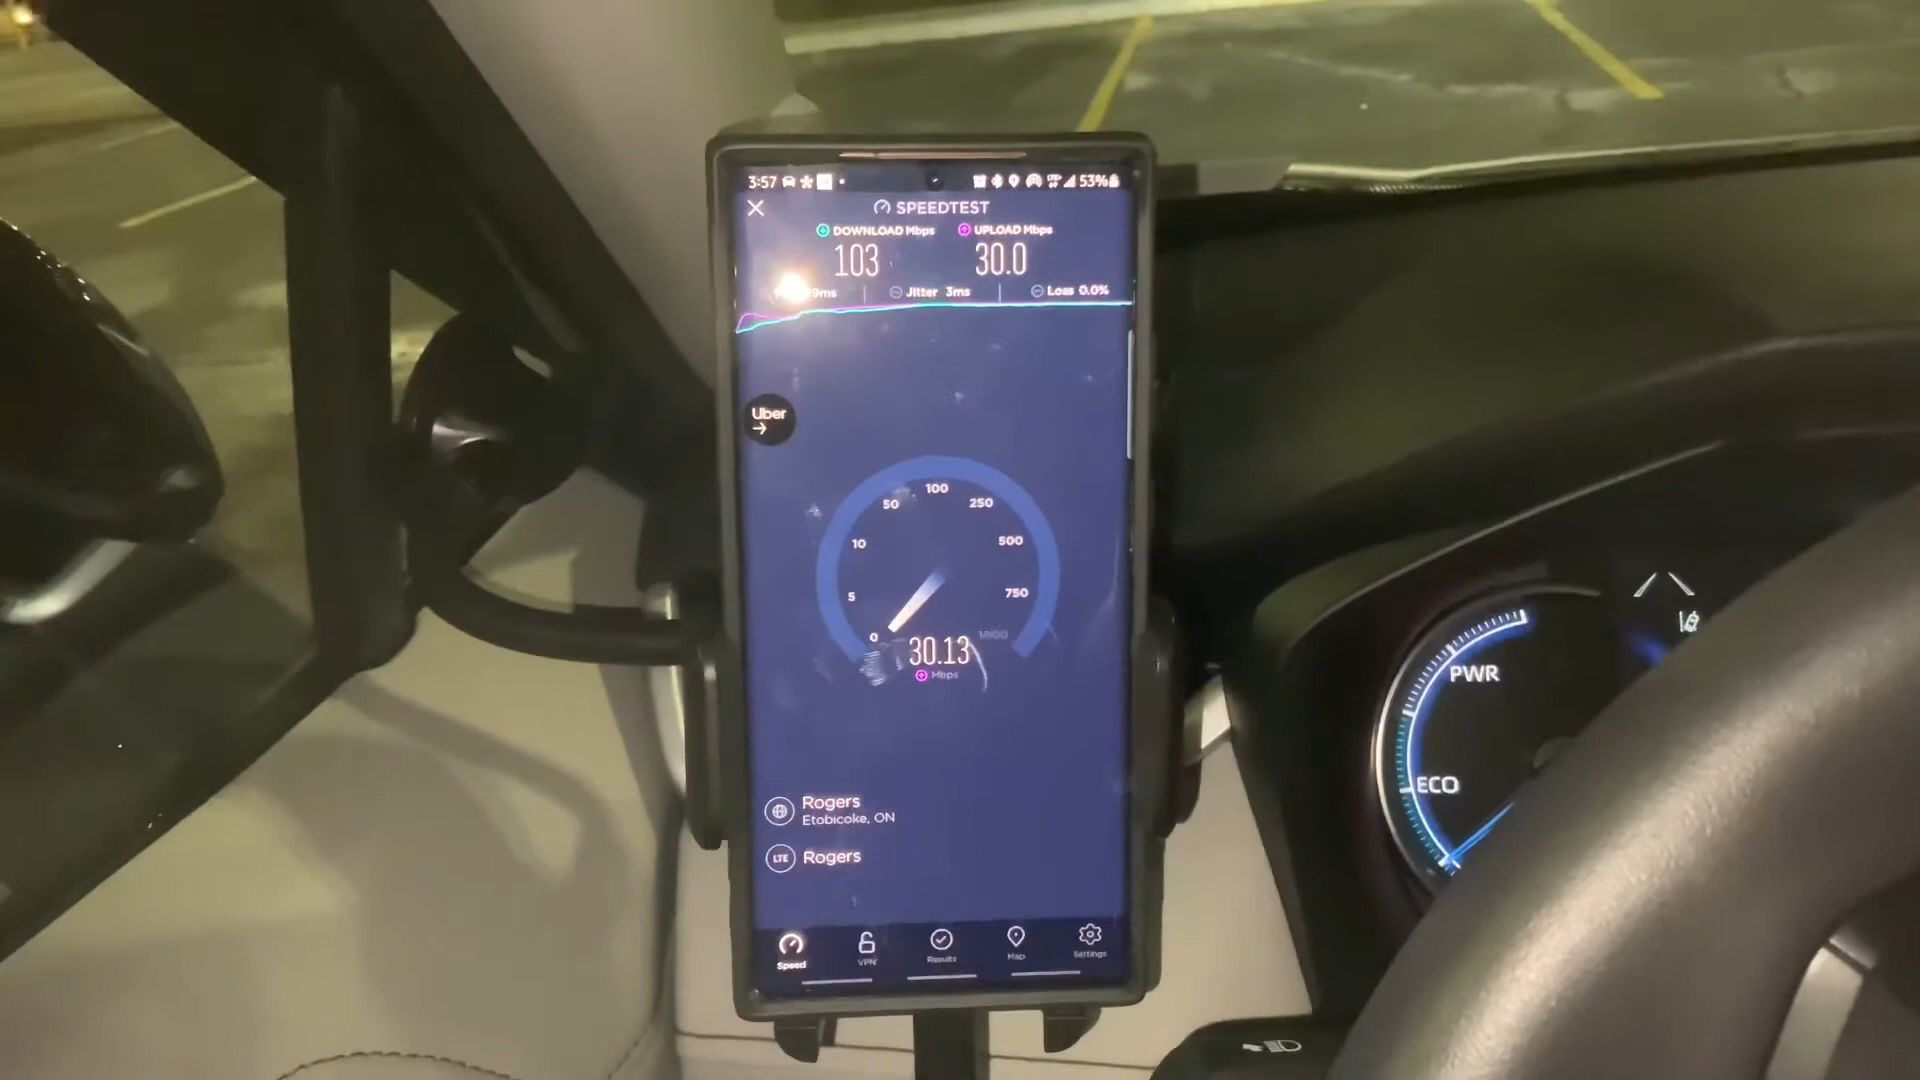 3:57
53%
SPEEDTEST
DOWNLOAD Mbps
UPLOAD Mbps
103
30.0
9ms
Jitter 3ms
Loss 0.0%
Uber
100
50
250
10
500
5
750
0
1000
30.13
Mbps
PWR
ECO
Rogers
Etobicoke, ON
LTE Rogers
Speed
VPN
Results
Map
Settings